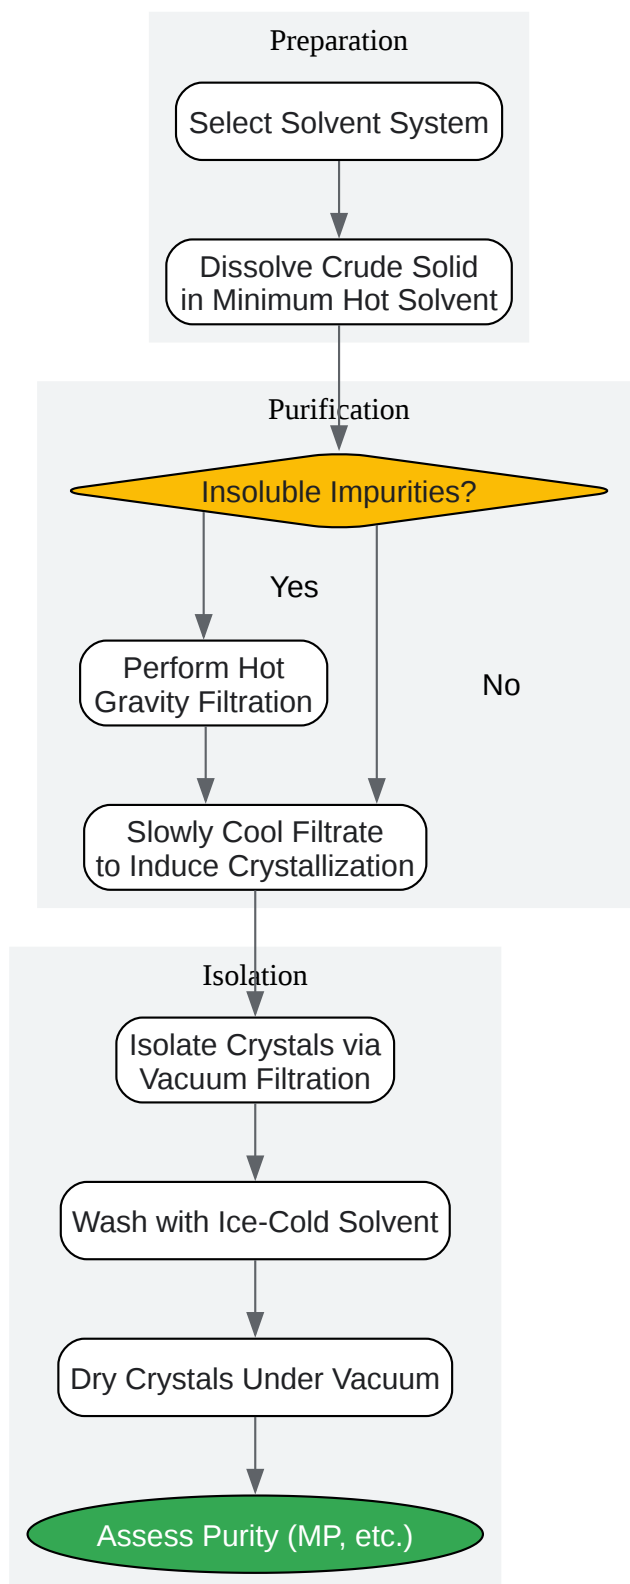 Preparation
Select Solvent System
Dissolve Crude Solid
in Minimum Hot Solvent
Purification
Insoluble Impurities?
Yes
Perform Hot
Gravity Filtration
No
Slowly Cool Filtrate
to Induce Crystallization
Isolation
Isolate Crystals via
Vacuum Filtration
Wash with Ice-Cold Solvent
Dry Crystals Under Vacuum
Assess Purity (MP, etc.)